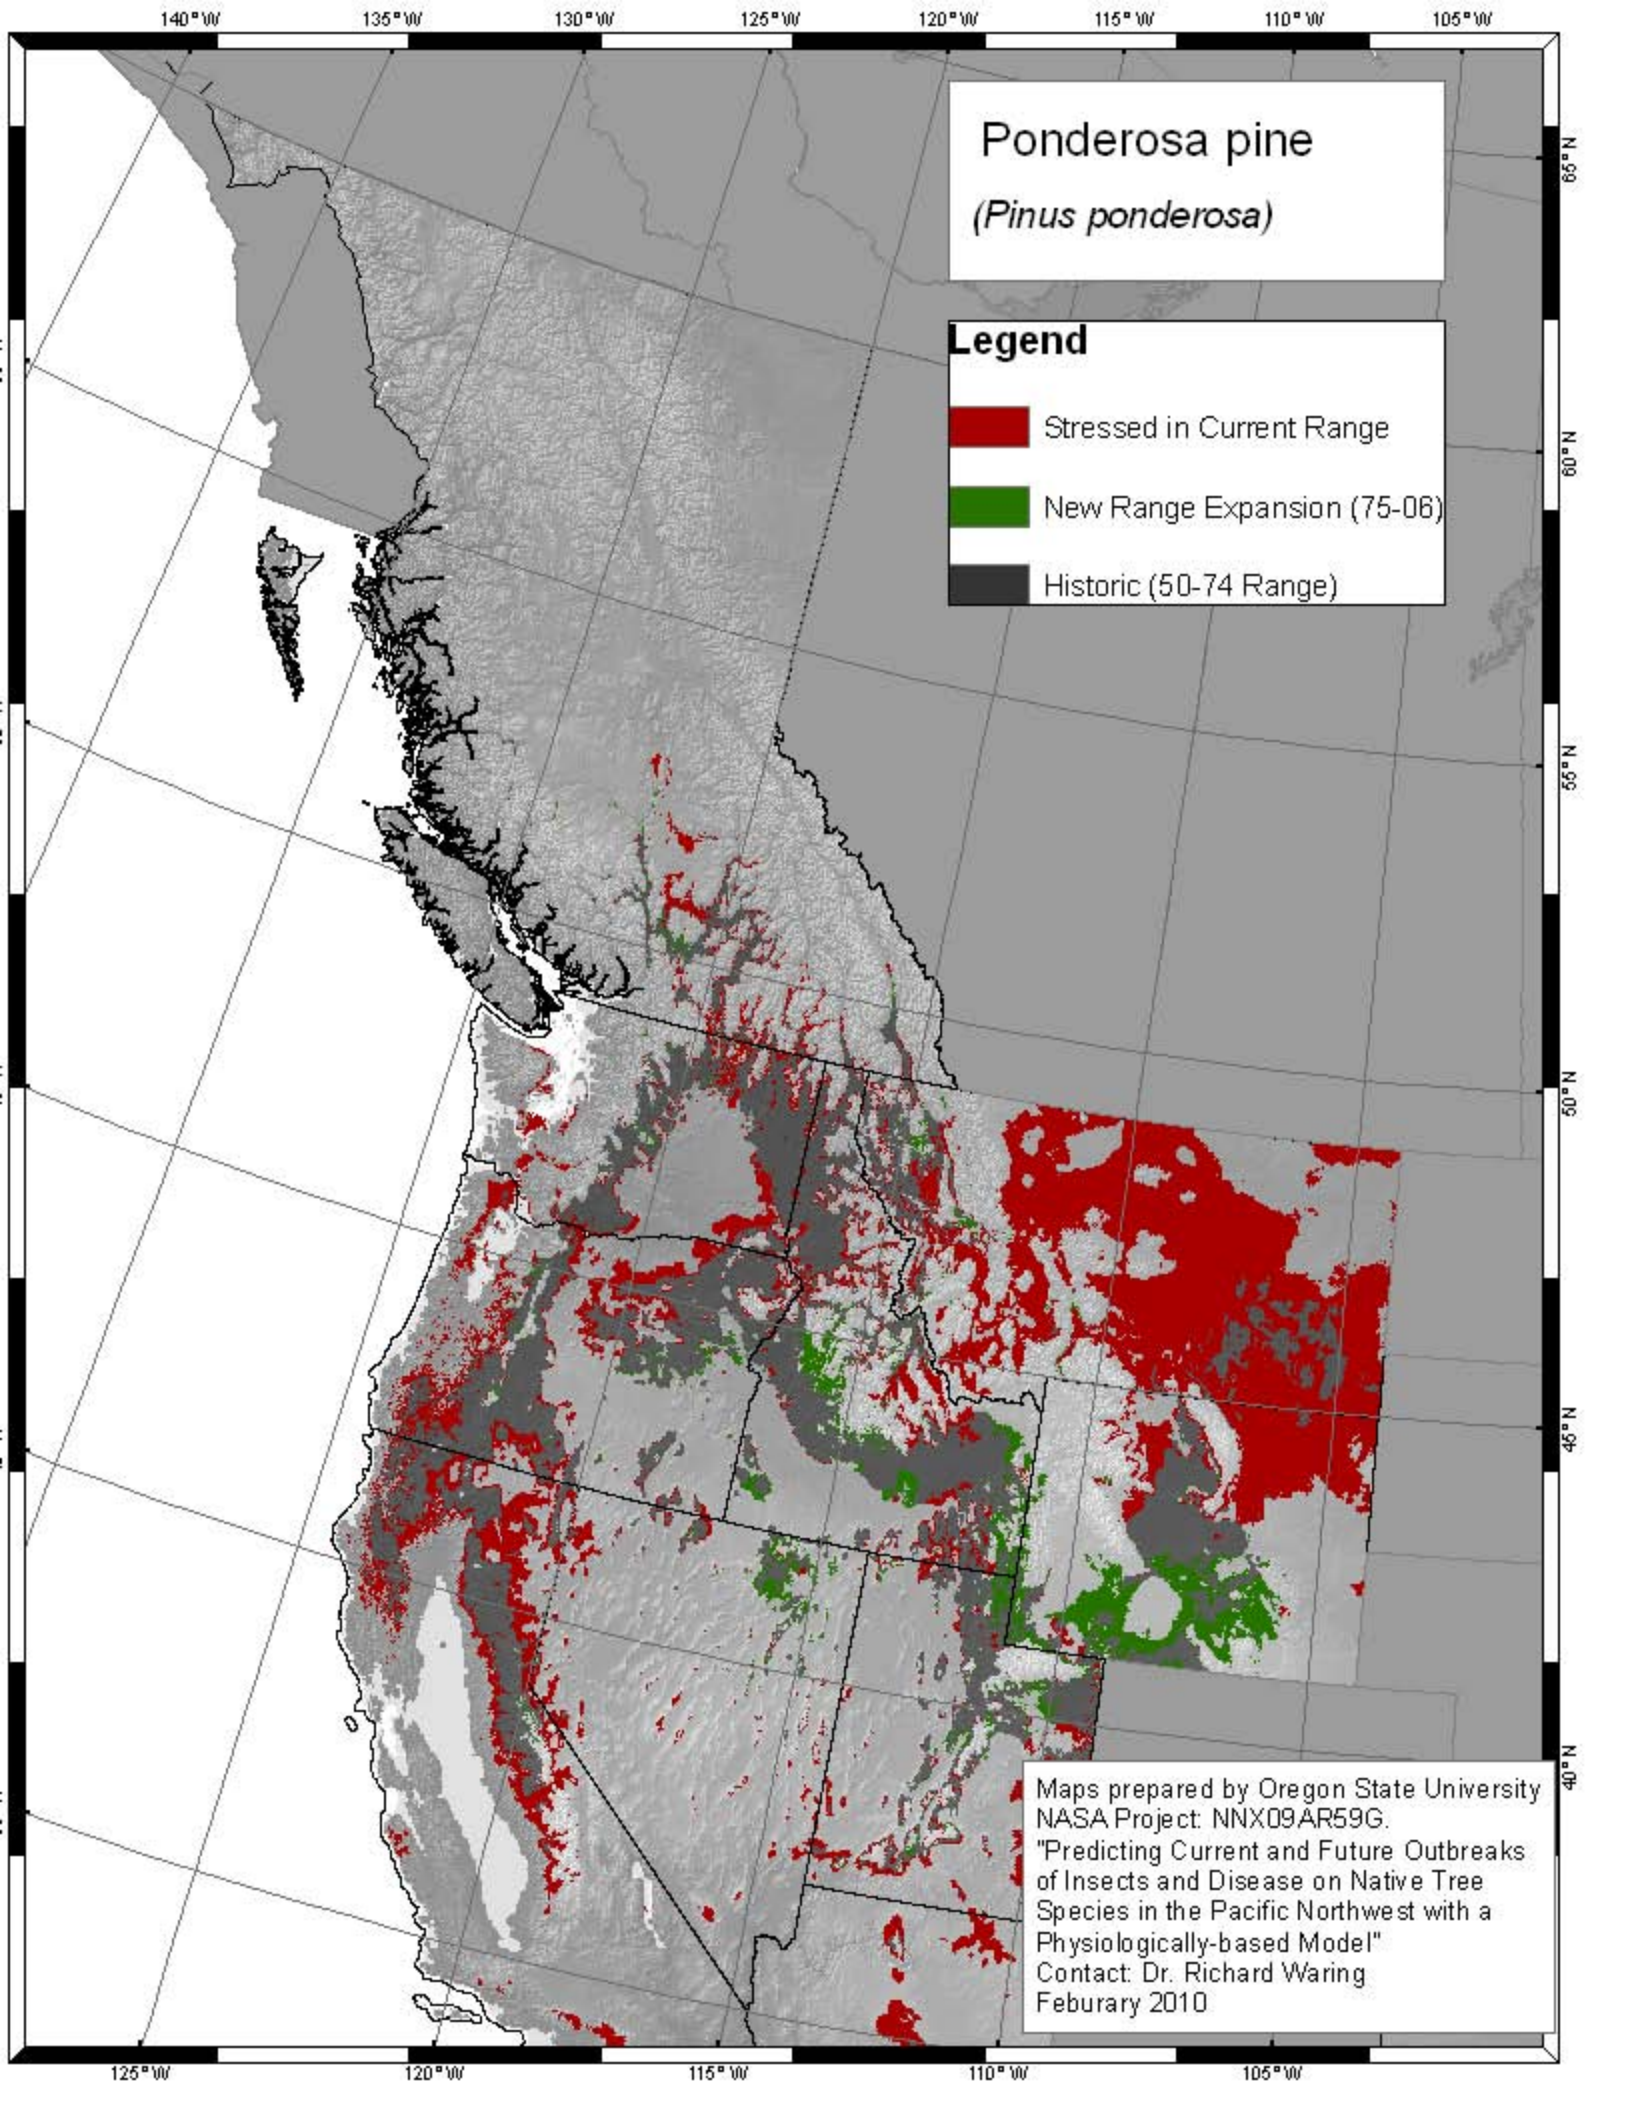 140°W 135°W 130°W 125°W 120°W 115°W 110°W 105°W
Ponderosa pine
(Pinus ponderosa)
Legend
Stressed in Current Range
New Range Expansion (75-06)
Historic (50-74 Range)
65°N
60°N
55°N
50°N
45°N
40°N
Maps prepared by Oregon State University
NASA Project: NNX09AR59G.
"Predicting Current and Future Outbreaks
of Insects and Disease on Native Tree
Species in the Pacific Northwest with a
Physiologically-based Model"
Contact: Dr. Richard Waring
Feburary 2010
125°W 120°W 115°W 110°W 105°W